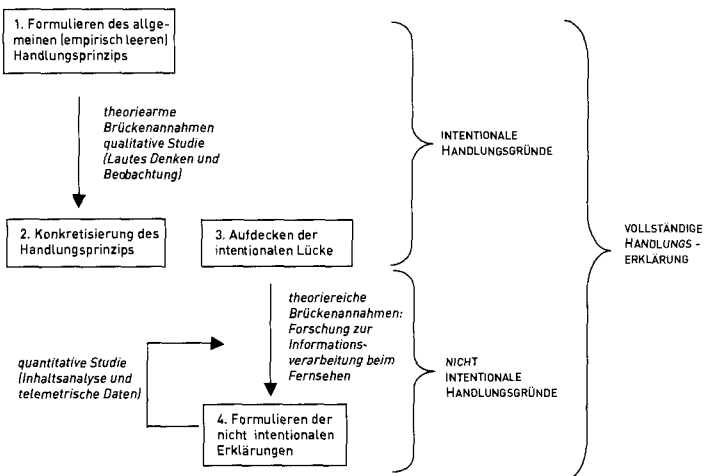 1. Formulieren des allge-
meinen (empirisch leeren)
Handlungsprinzips
theoriearme
Brückenannahmen
qualitative Studie
(Lautes Denken und
Beobachtung)
INTENTIONALE
HANDLUNGSGRÜNDE
2. Konkretisierung des
Handlungsprinzips
3. Aufdecken der
intentionalen Lücke
VOLLSTÄNDIGE
HANDLUNGS-
ERKLÄRUNG
theoriereiche
Brückenannahmen:
Forschung zur
Informations-
verarbeitung beim
Fernsehen
quantitative Studie
(Inhaltsanalyse und
telemetrische Daten)
NICHT
INTENTIONALE
HANDLUNGSGRÜNDE
4. Formulieren der
nicht intentionalen
Erklärungen